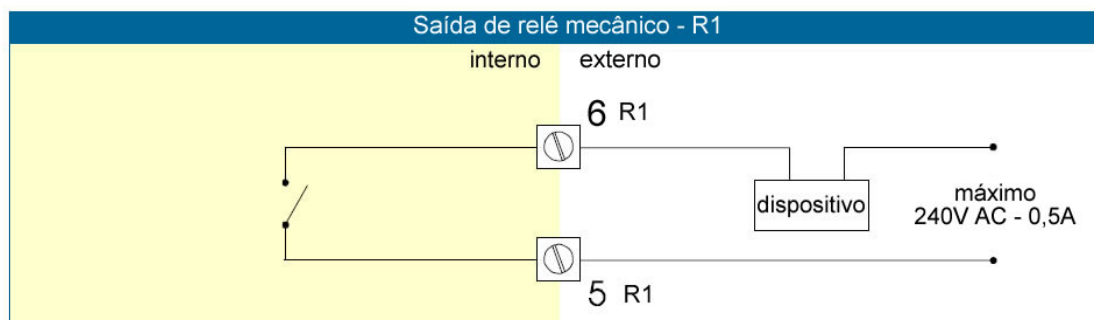 Saída de relé mecânico - R1
interno
externo
6 R1
dispositivo
máximo
240V AC - 0,5A
5 R1